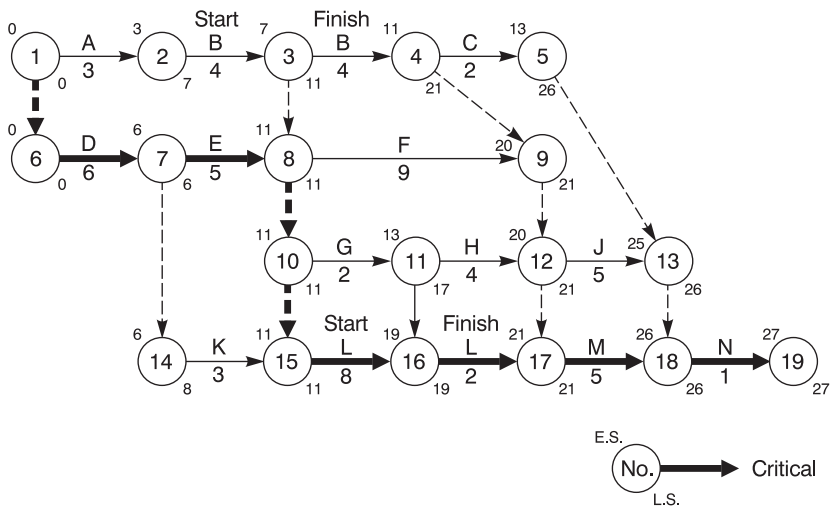 Start Finish
0 3 7 11 13
1 A 2 B 3 B 4 C 5
3 4 4 2
0 7 11 21 26
0 6 11 20
6 D 7 E 8 F 9
6 5 9
0 6 11 21
11 13 20 25
10 G 11 H 12 J 13
2 4 5
11 17 21 26
Start Finish
6 11 19 21 26 27
14 K 15 L 16 L 17 M 18 N 19
3 8 2 5 1
8 11 19 21 26 27
E.S.
No. Critical
L.S.